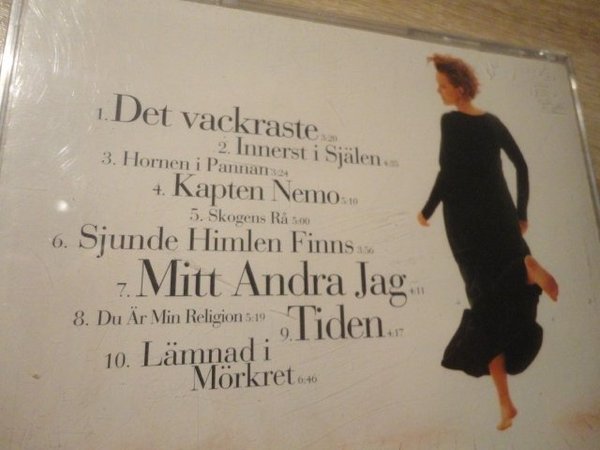 1. Det vackraste 5:20
2. Innerst i Själen 4:35
3. Hornen i Pannan 3:24
4. Kapten Nemo 5:10
5. Skogens Rå 5:00
6. Sjunde Himlen Finns 3:56
7. Mitt Andra Jag 4:11
8. Du Är Min Religion 5:19
9. Tiden 4:17
10. Lämnad i
Mörkret 6:46